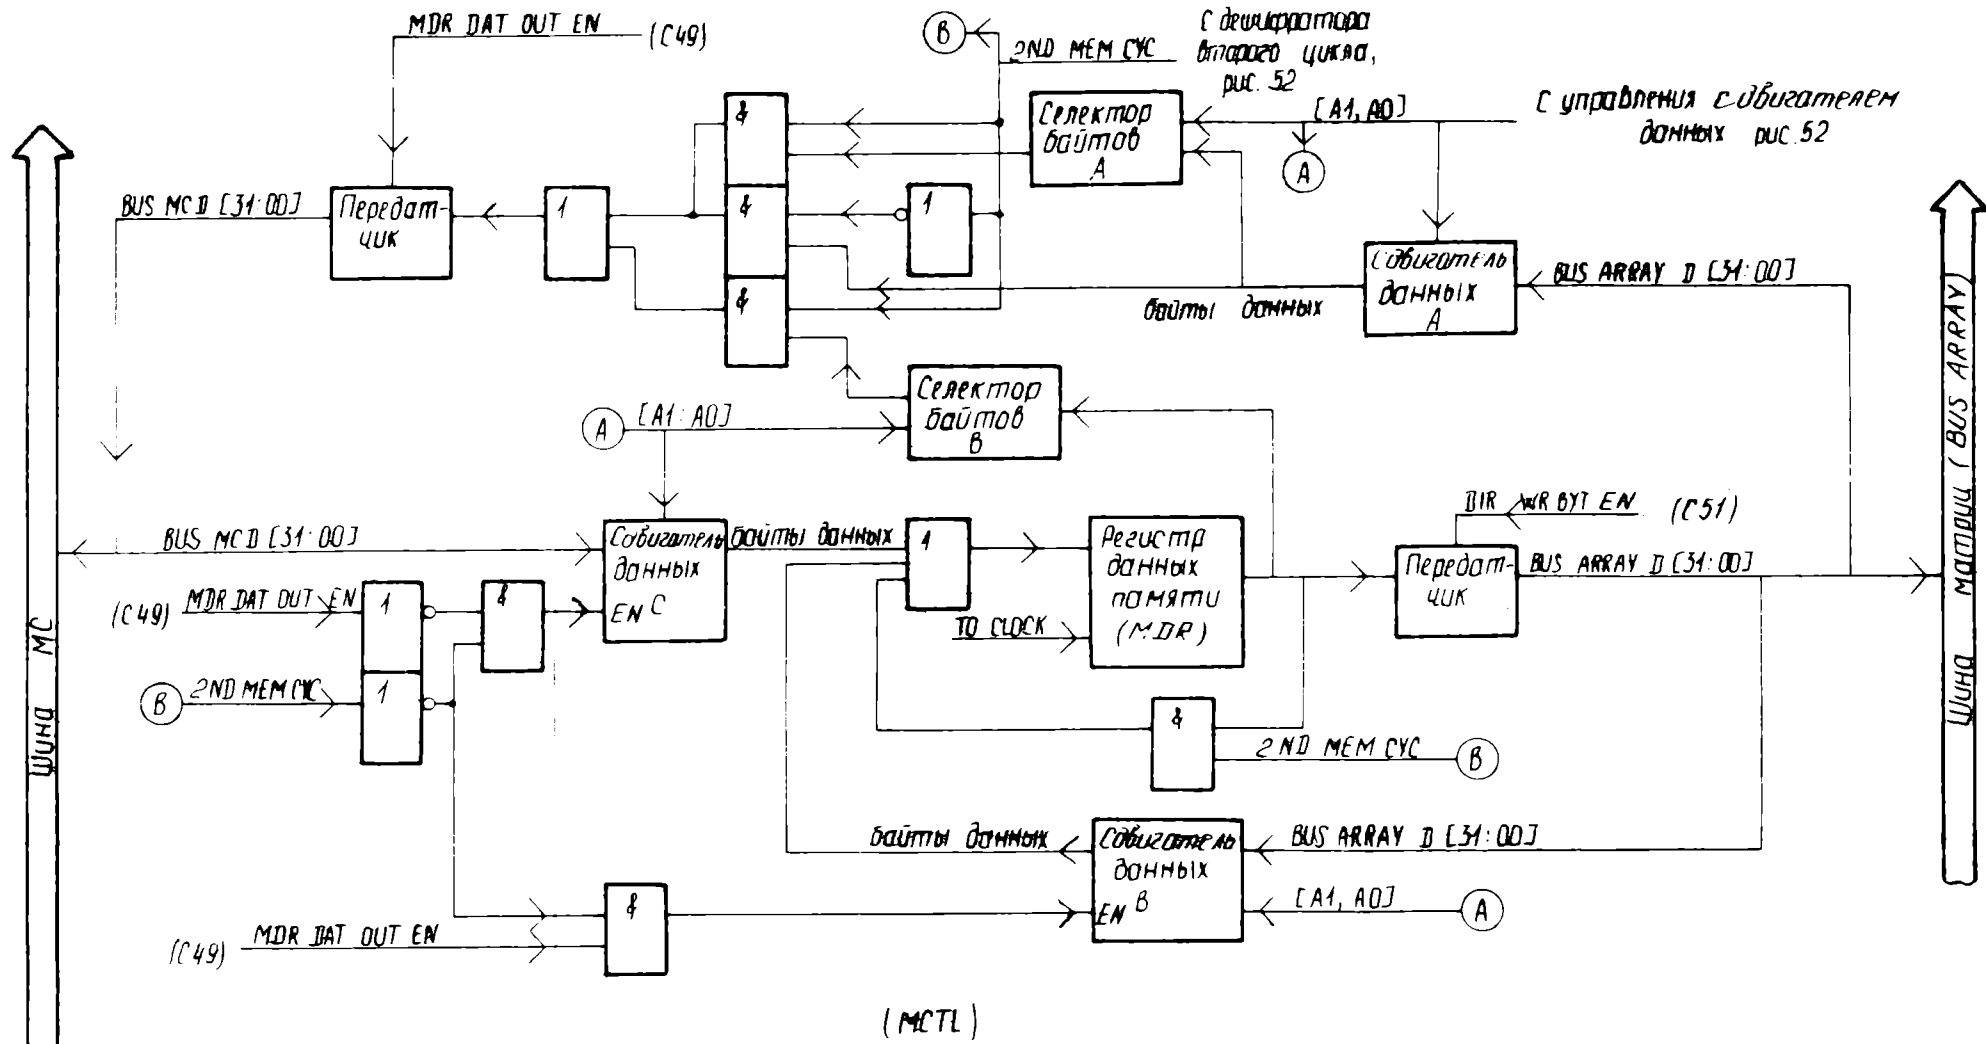 MDR DAT OUT EN (C49)
B
2ND MEM CYC
С дешифратора
второго цикла,
рис. 52
&
Селектор
байтов
A
[A1, A0]
A
С управления сдвигателем
данных рис. 52
BUS MCD [31:00]
Передат-
чик
1
&
1
&
байты данных
Сдвигатель
данных
A
BUS ARRAY D [31:00]
A
[A1: A0]
Селектор
байтов
B
BUS MCD [31:00]
Сдвигатель
данных
C
EN
байты данных
1
Регистр
данных
памяти
(MDR)
TO CLOCK
DIR WR BYT EN (C51)
Передат-
чик
BUS ARRAY D [31:00]
(C49) MDR DAT OUT EN
1
&
B
2ND MEM CYC
1
&
2ND MEM CYC
B
байты данных
Сдвигатель
данных
B
EN
BUS ARRAY D [31:00]
[A1, A0]
A
&
(C49) MDR DAT OUT EN
Шина MC
Шина матриц (BUS ARRAY)
(MCTL)